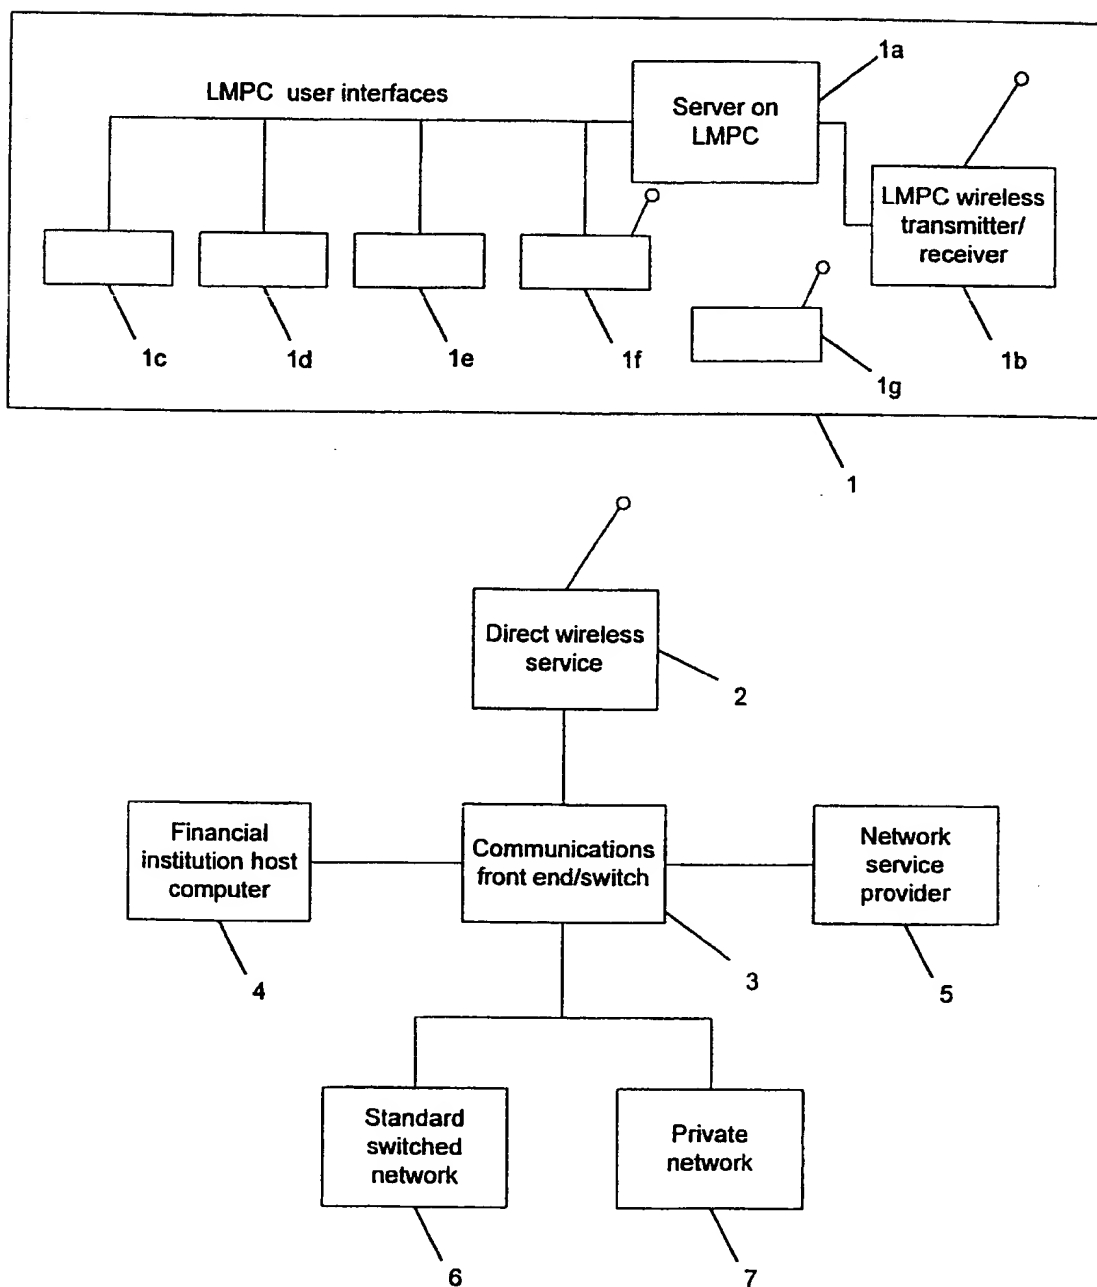 1a
LMPC user interfaces
Server on
LMPC
LMPC wireless
transmitter/
receiver
1c
1d
1e
1f
1g
1b
1
Direct wireless
service
2
Financial
institution host
computer
Communications
front end/switch
Network
service
provider
4
3
5
Standard
switched
network
Private
network
6
7